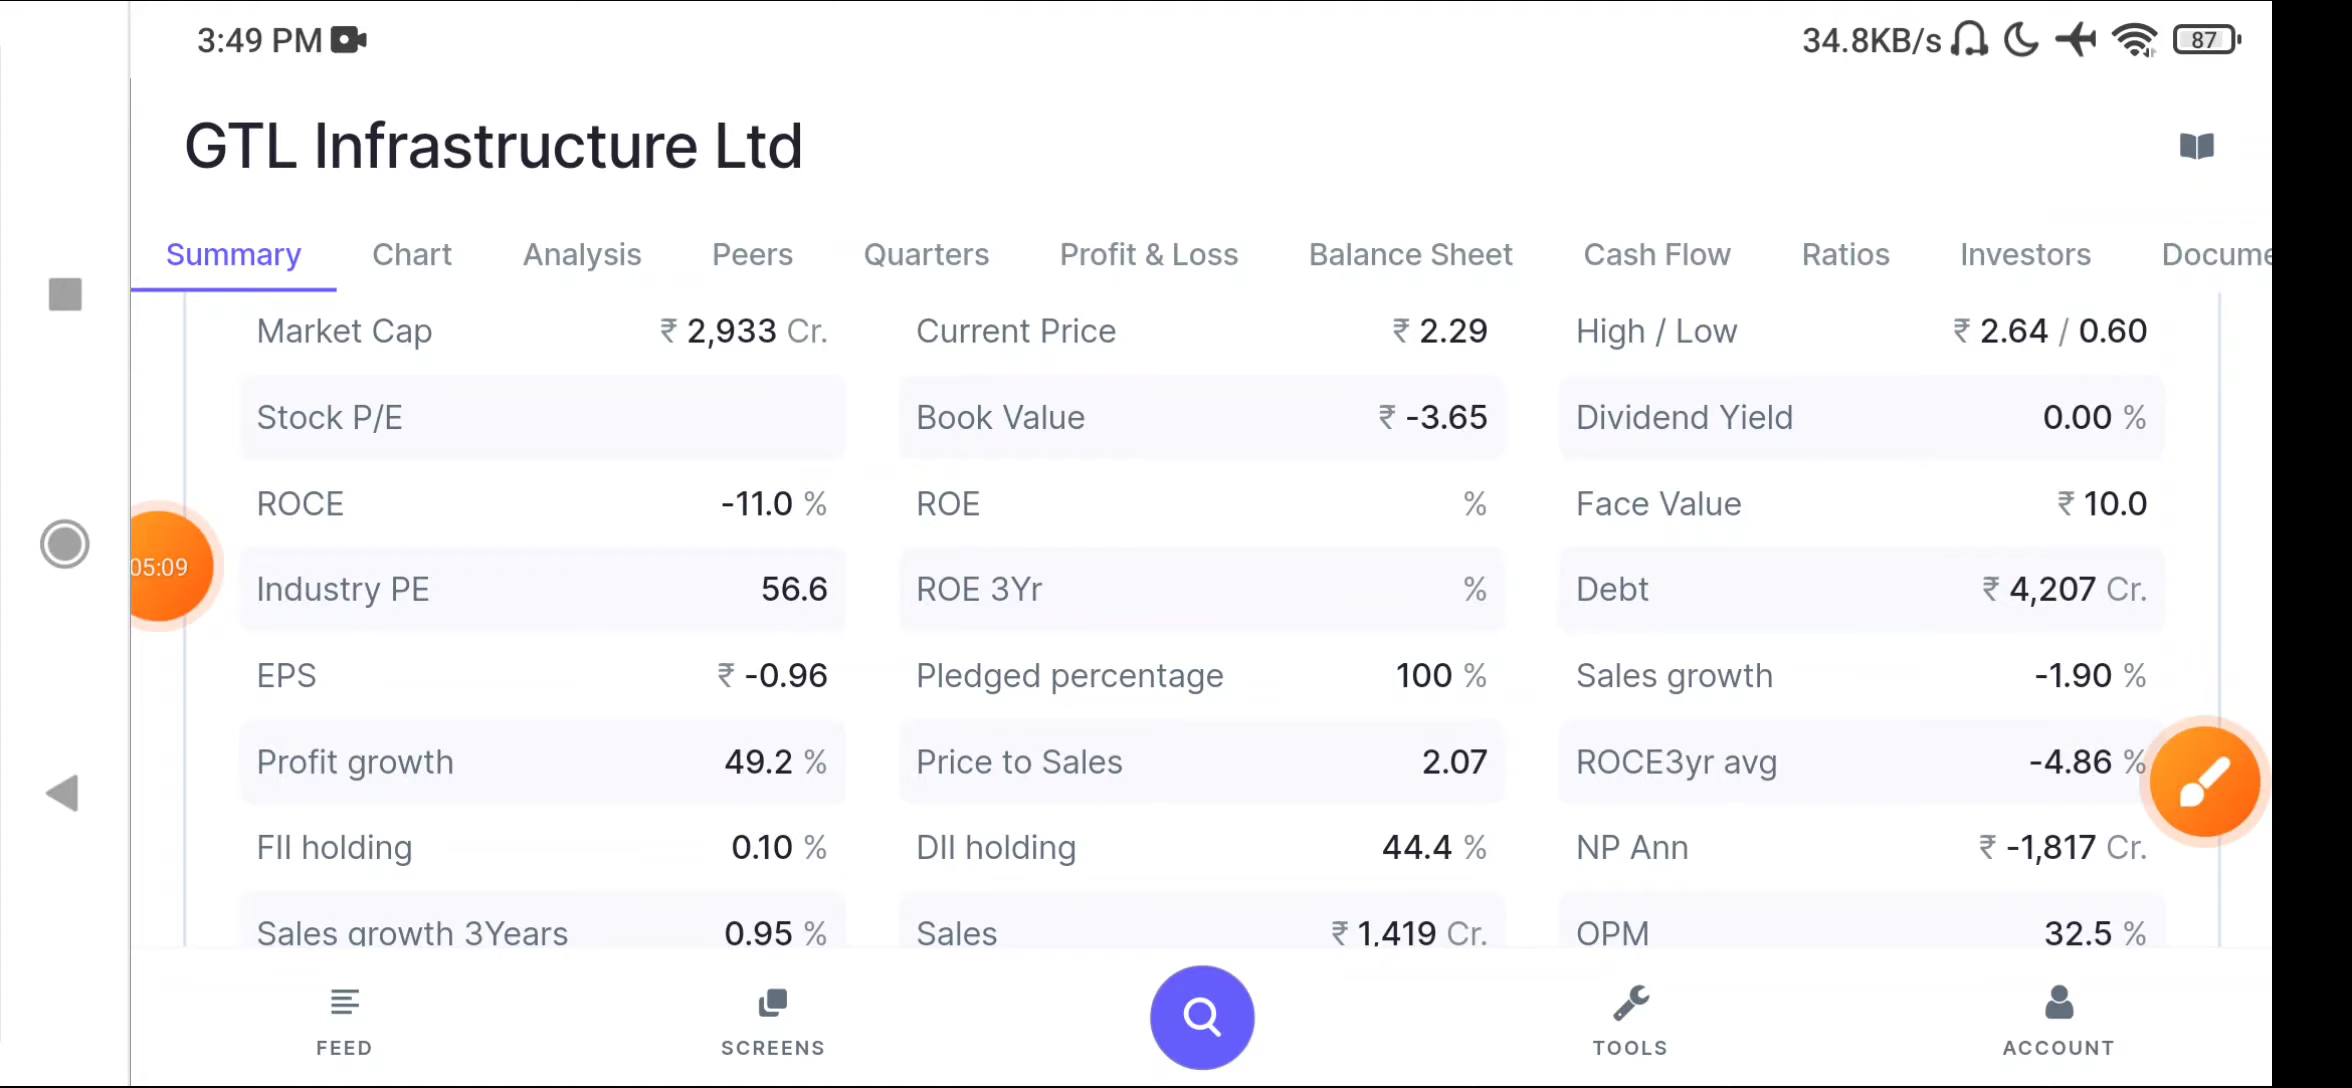 3:49 PM
34.8KB/s 87
GTL Infrastructure Ltd
Summary Chart Analysis Peers Quarters Profit & Loss Balance Sheet Cash Flow Ratios Investors Docume
Market Cap ₹ 2,933 Cr. Current Price ₹ 2.29 High / Low ₹ 2.64 / 0.60
Stock P/E Book Value ₹ -3.65 Dividend Yield 0.00 %
ROCE -11.0 % ROE % Face Value ₹ 10.0
05:09
Industry PE 56.6 ROE 3Yr % Debt ₹ 4,207 Cr.
EPS ₹ -0.96 Pledged percentage 100 % Sales growth -1.90 %
Profit growth 49.2 % Price to Sales 2.07 ROCE3yr avg -4.86 %
FII holding 0.10 % DII holding 44.4 % NP Ann ₹ -1,817 Cr.
Sales growth 3Years 0.95 % Sales ₹ 1,419 Cr. OPM 32.5 %
FEED SCREENS TOOLS ACCOUNT